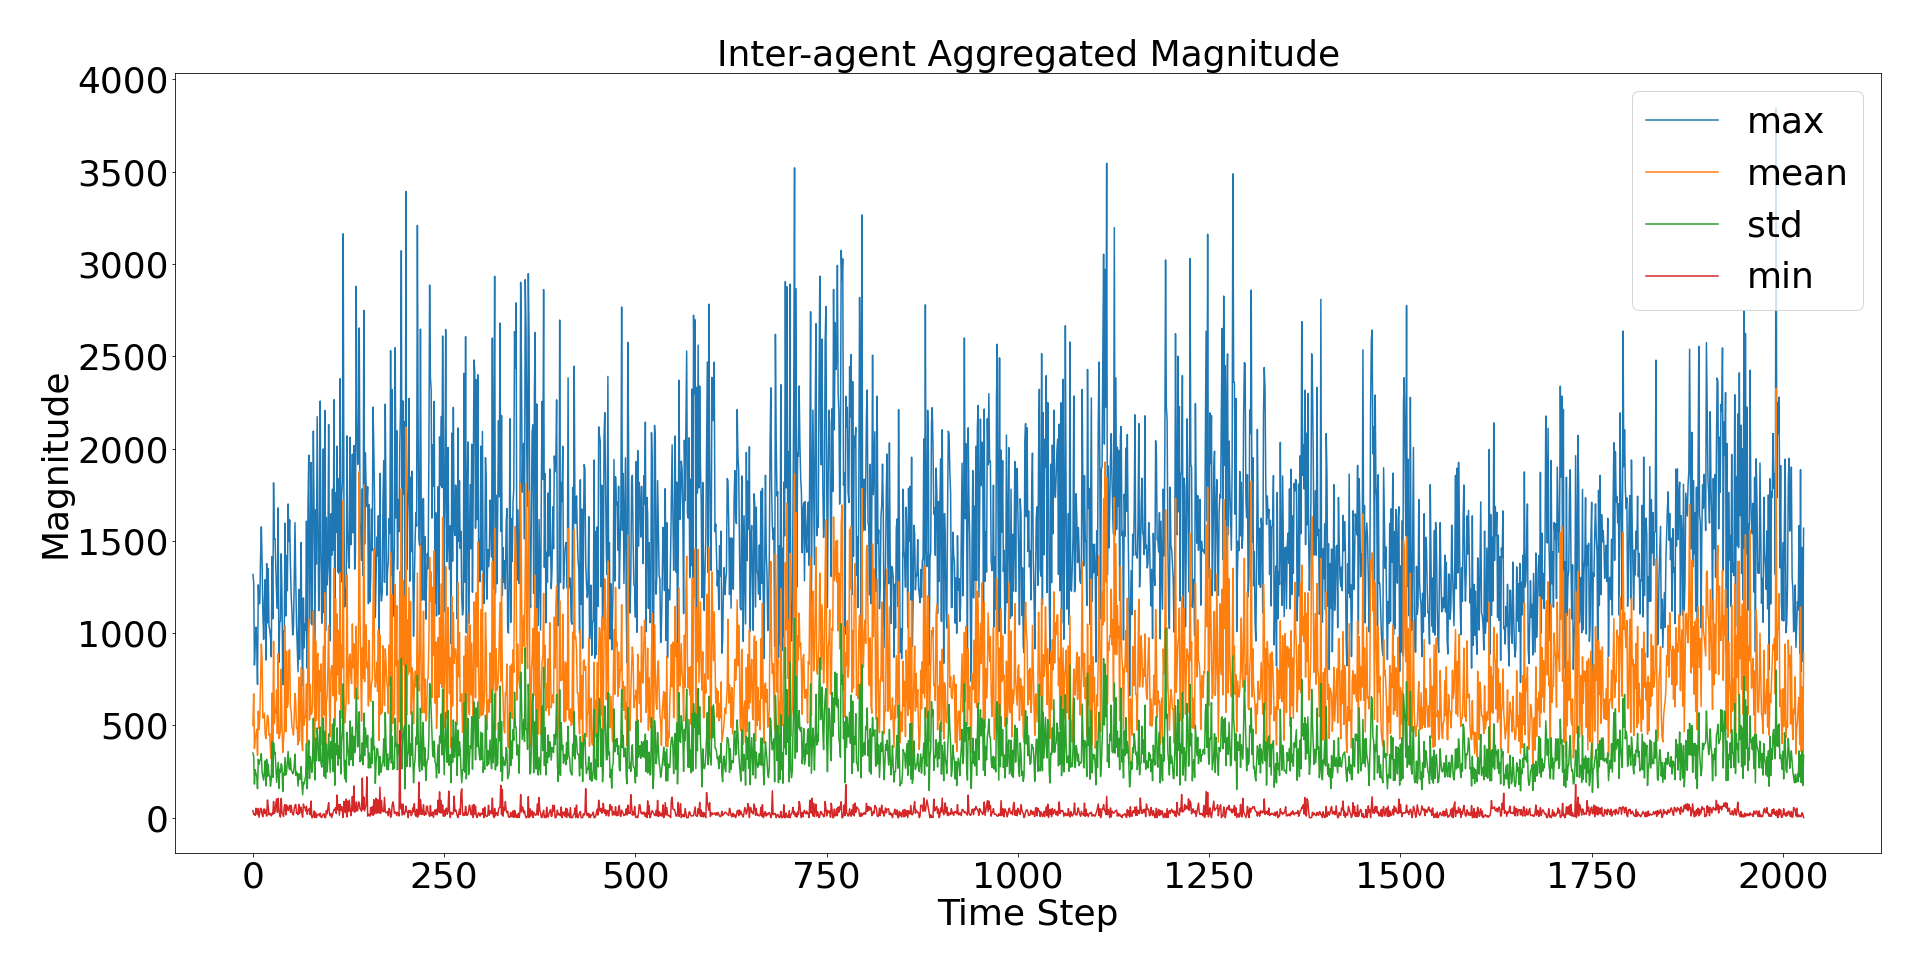 Inter-agent Aggregated Magnitude
4000
3500
3000
2500
2000
1500
1000
500
0
Magnitude
max
mean
std
min
0 250 500 750 1000 1250 1500 1750 2000
Time Step